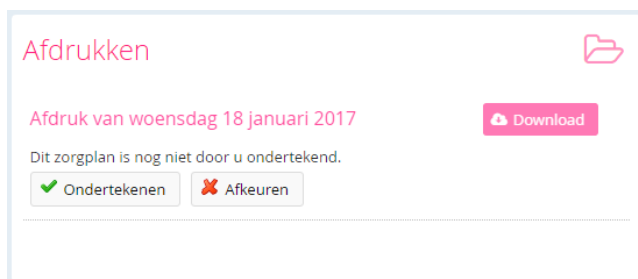 Afdrukken
Afdruk van woensdag 18 januari 2017
Download
Dit zorgplan is nog niet door u ondertekend.
Ondertekenen
Afkeuren